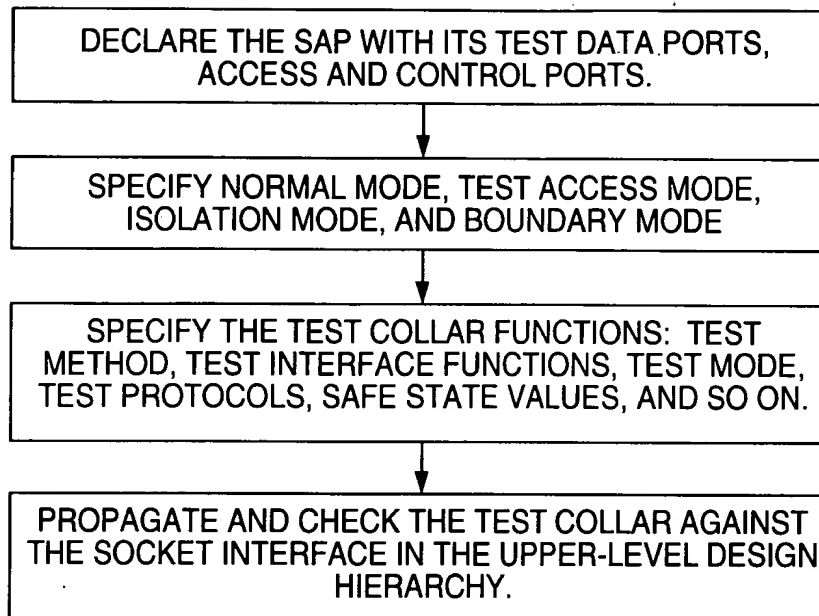 DECLARE THE SAP WITH ITS TEST DATA PORTS,
ACCESS AND CONTROL PORTS.
SPECIFY NORMAL MODE, TEST ACCESS MODE,
ISOLATION MODE, AND BOUNDARY MODE
SPECIFY THE TEST COLLAR FUNCTIONS: TEST
METHOD, TEST INTERFACE FUNCTIONS, TEST MODE,
TEST PROTOCOLS, SAFE STATE VALUES, AND SO ON.
PROPAGATE AND CHECK THE TEST COLLAR AGAINST
THE SOCKET INTERFACE IN THE UPPER-LEVEL DESIGN
HIERARCHY.